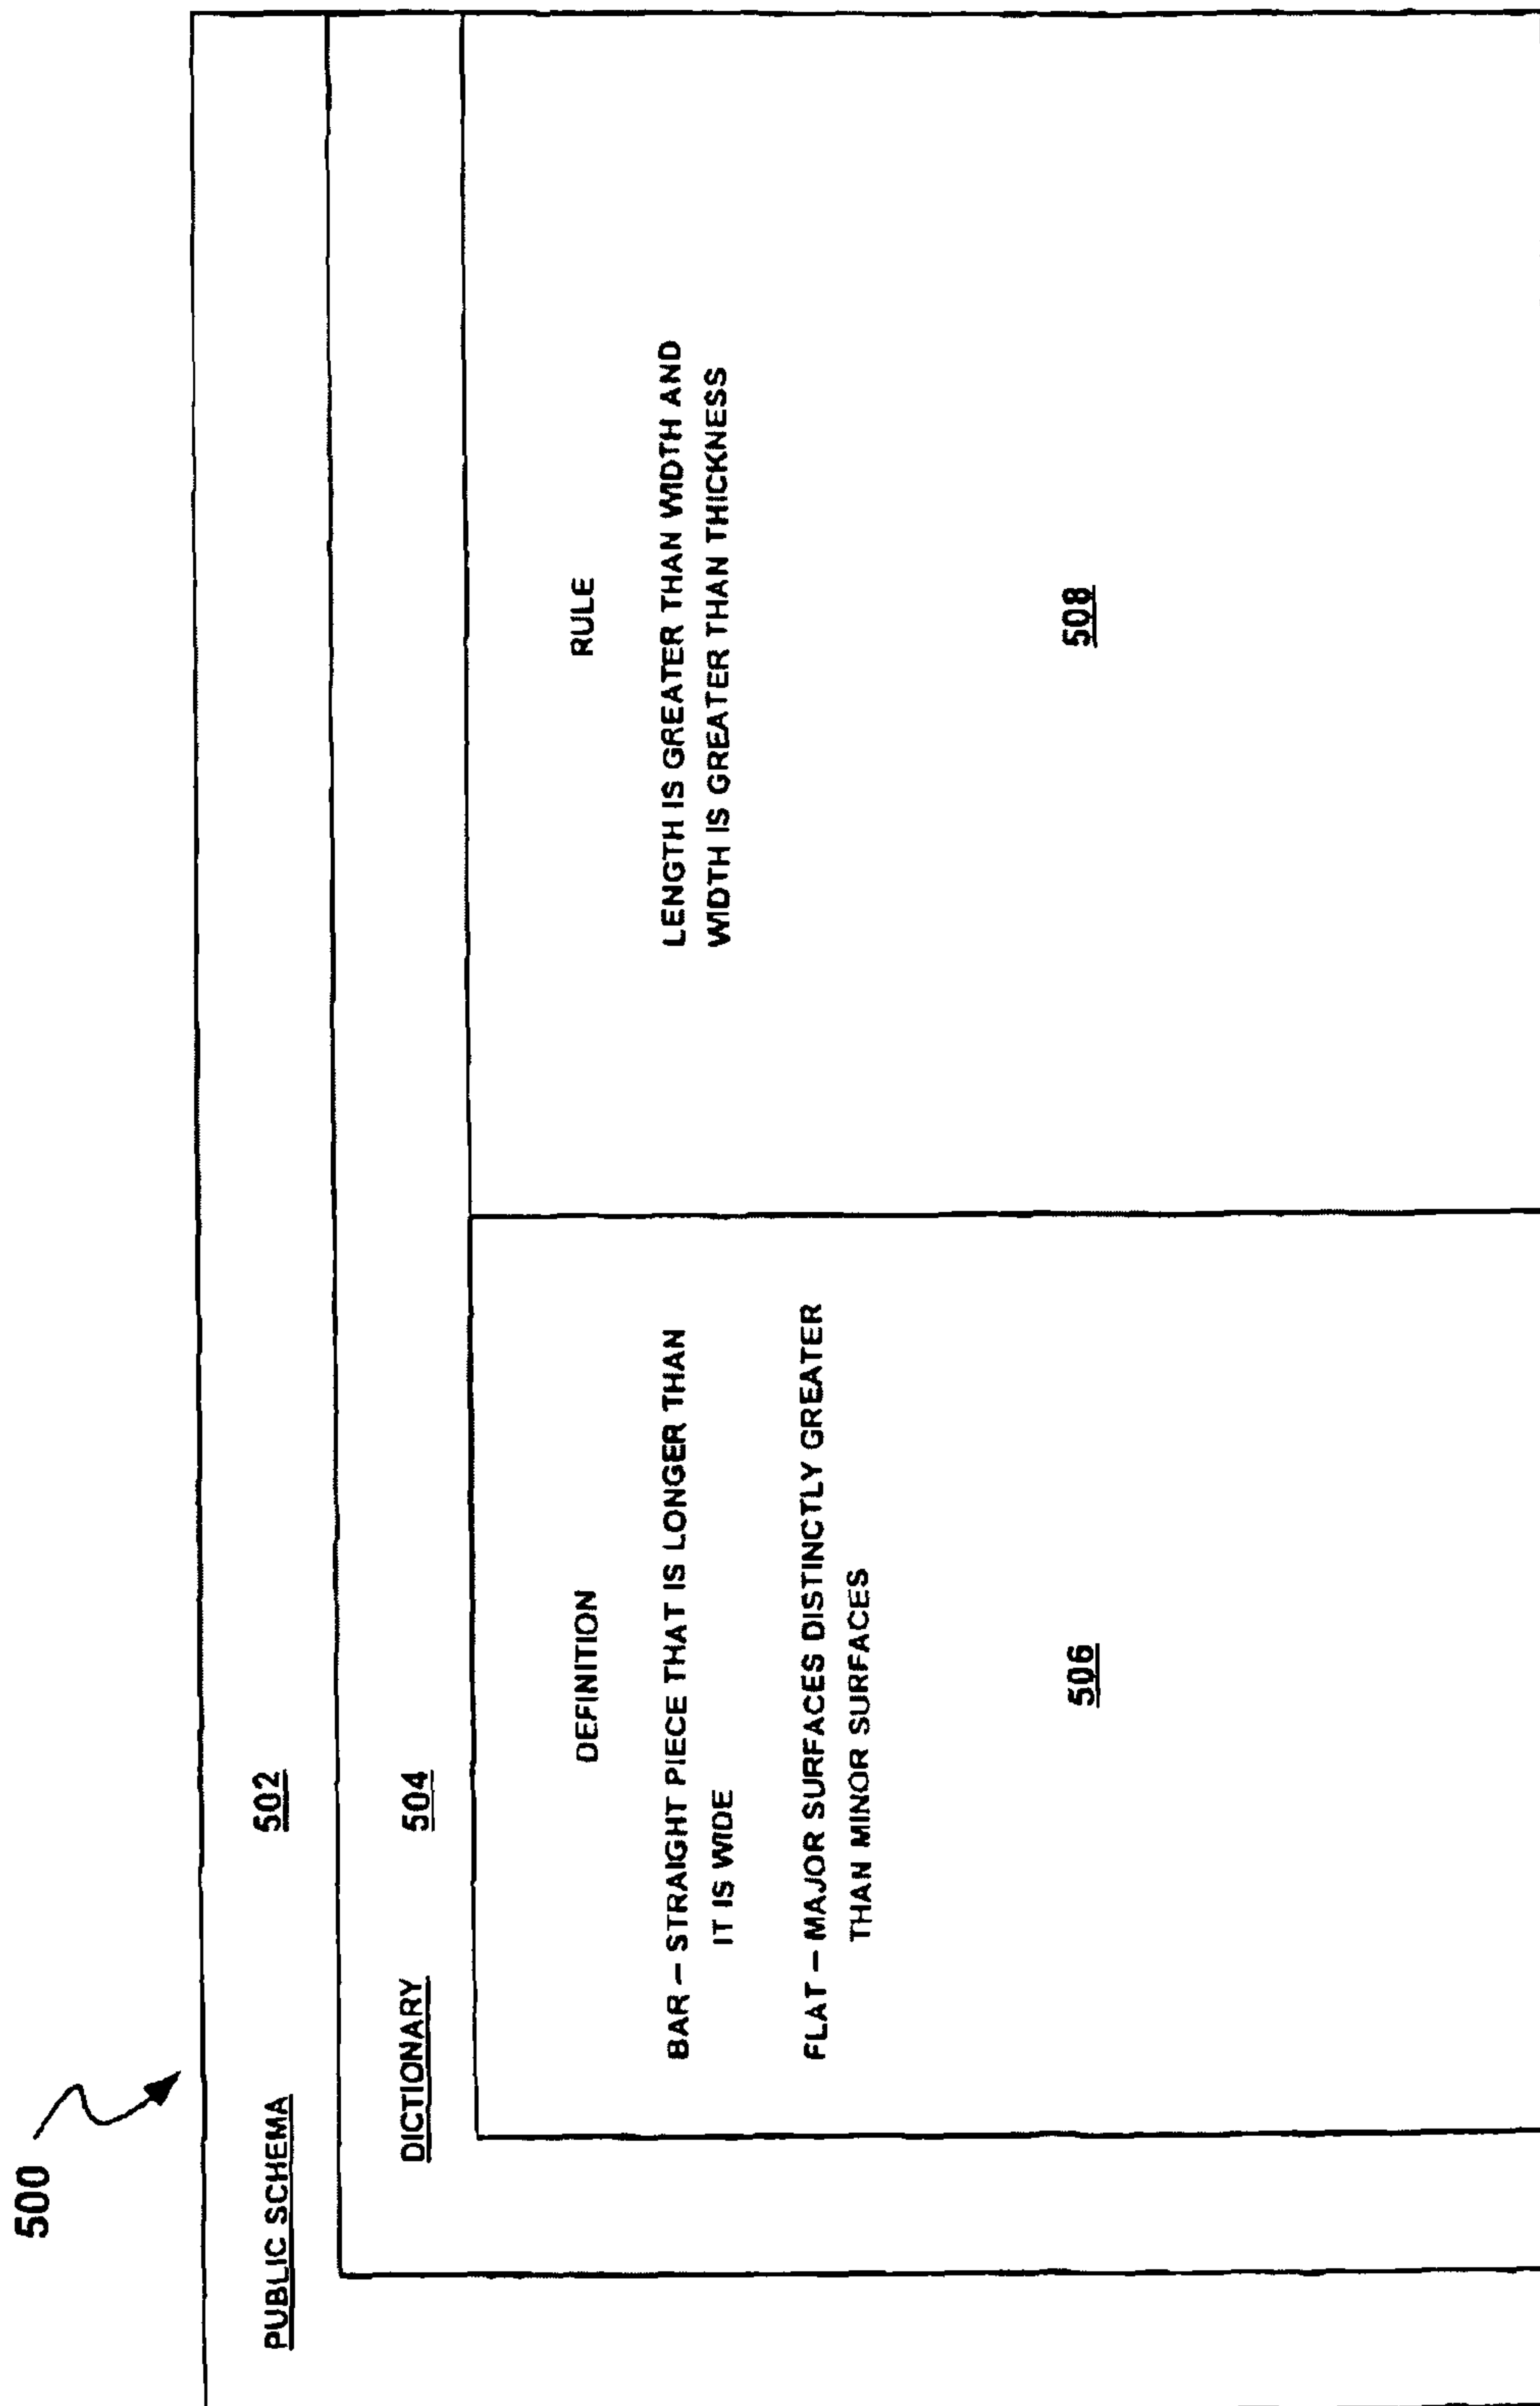 500
PUBLIC SCHEMA 502
DICTIONARY 504
DEFINITION
BAR – STRAIGHT PIECE THAT IS LONGER THAN
IT IS WIDE
FLAT – MAJOR SURFACES DISTINCTLY GREATER
THAN MINOR SURFACES
506
RULE
LENGTH IS GREATER THAN WIDTH AND
WIDTH IS GREATER THAN THICKNESS
508